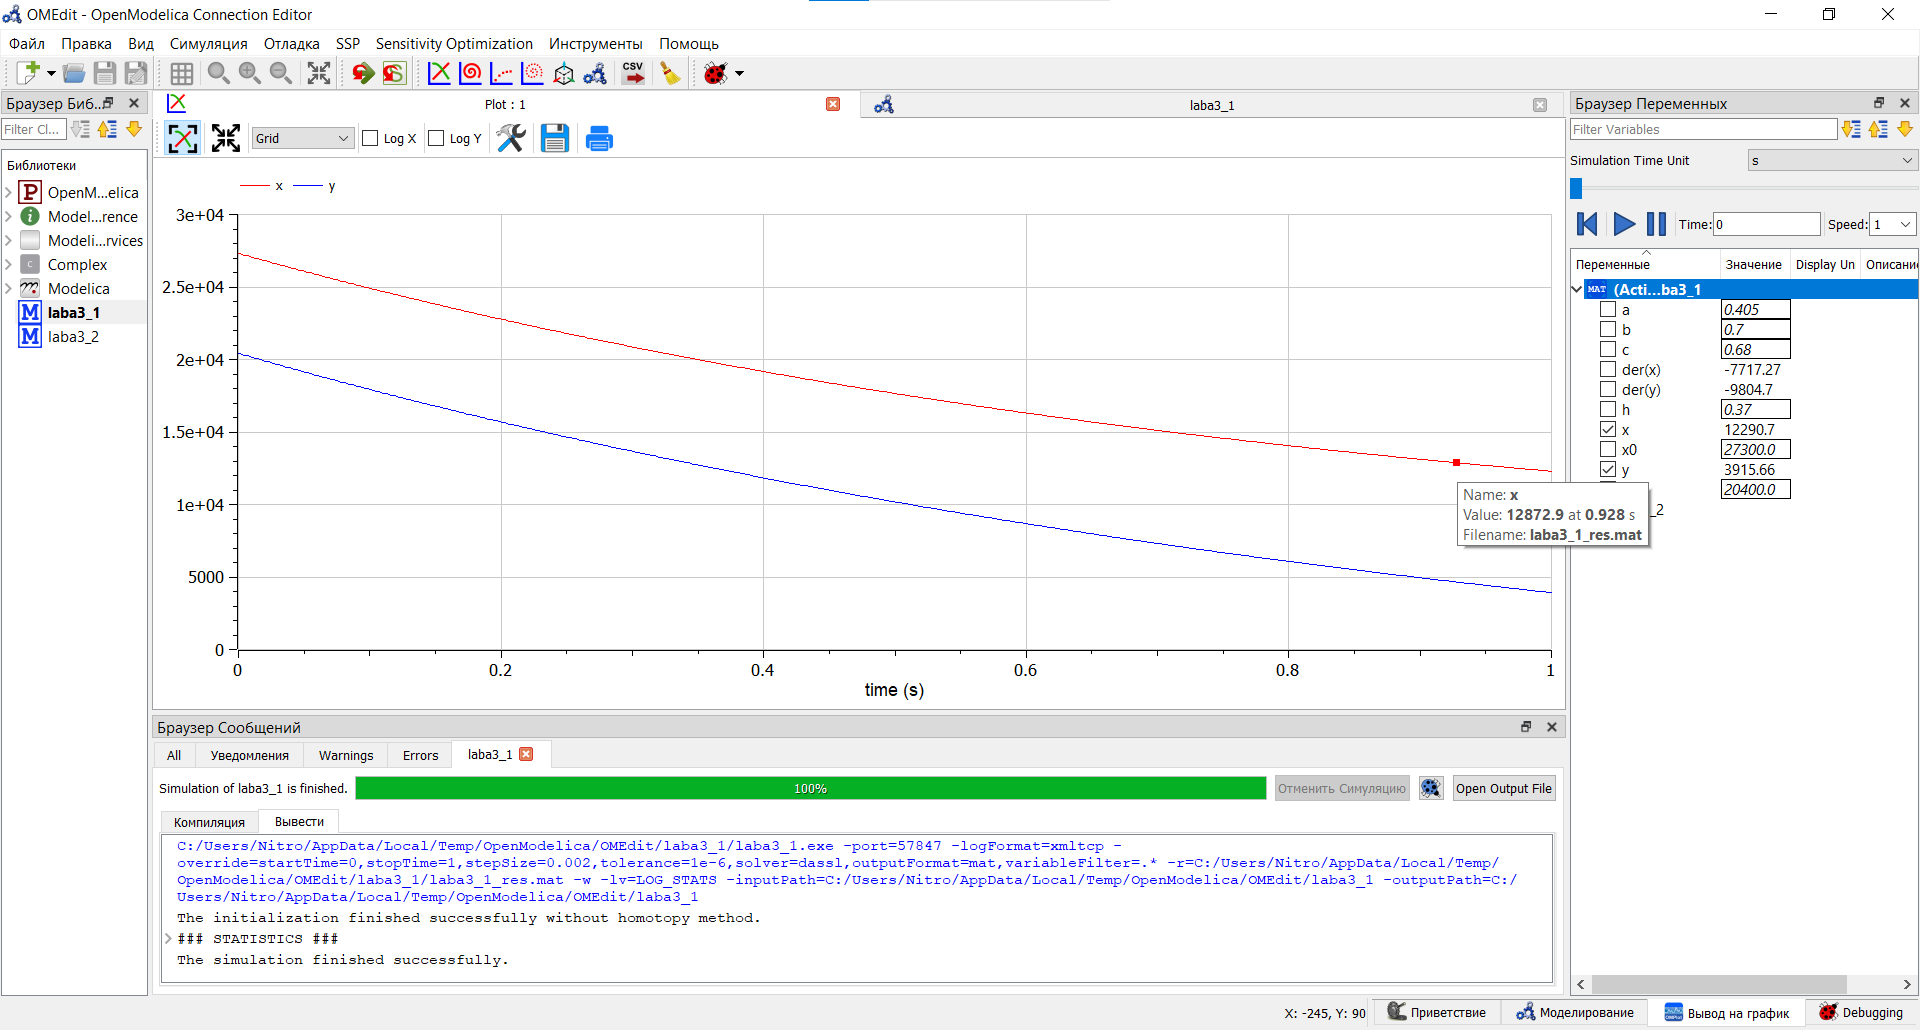 OMEdit - OpenModelica Connection Editor
Файл Правка Вид Симуляция Отладка SSP Sensitivity Optimization Инструменты Помощь
CSV
Браузер Биб...
Filter Cl...
Библиотеки
P OpenM...elica
i Model...rence
Modeli...rvices
C Complex
m Modelica
M laba3_1
M laba3_2
Plot : 1
laba3_1
Grid Log X Log Y
x y
3e+04
2.5e+04
2e+04
1.5e+04
1e+04
5000
0
0 0.2 0.4 0.6 0.8 1
time (s)
Name: x
Value: 12872.9 at 0.928 s
Filename: laba3_1_res.mat
Браузер Переменных
Filter Variables
Simulation Time Unit s
Time: 0 Speed: 1
Переменные Значение Display Un Описание
MAT (Acti...ba3_1
a 0.405
b 0.7
c 0.68
der(x) -7717.27
der(y) -9804.7
h 0.37
x 12290.7
x0 27300.0
y 3915.66
20400.0
_2
Браузер Сообщений
All Уведомления Warnings Errors laba3_1
Simulation of laba3_1 is finished. 100% Отменить Симуляцию Open Output File
Компиляция Вывести
C:/Users/Nitro/AppData/Local/Temp/OpenModelica/OMEdit/laba3_1/laba3_1.exe -port=57847 -logFormat=xmltcp -
override=startTime=0,stopTime=1,stepSize=0.002,tolerance=1e-6,solver=dassl,outputFormat=mat,variableFilter=.* -r=C:/Users/Nitro/AppData/Local/Temp/
OpenModelica/OMEdit/laba3_1/laba3_1_res.mat -w -lv=LOG_STATS -inputPath=C:/Users/Nitro/AppData/Local/Temp/OpenModelica/OMEdit/laba3_1 -outputPath=C:/
Users/Nitro/AppData/Local/Temp/OpenModelica/OMEdit/laba3_1
The initialization finished successfully without homotopy method.
### STATISTICS ###
The simulation finished successfully.
X: -245, Y: 90 Приветствие Моделирование Вывод на график Debugging